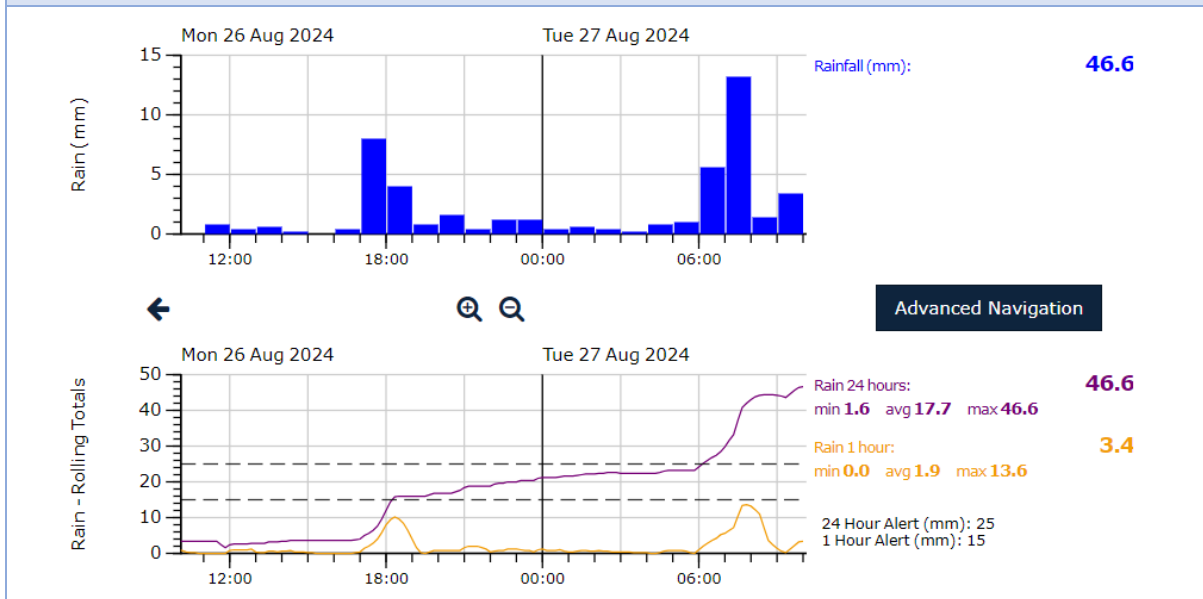 Mon 26 Aug 2024 Tue 27 Aug 2024
Rain (mm)
15
10
5
0
12:00 18:00 00:00 06:00
Rainfall (mm): 46.6
Advanced Navigation
Mon 26 Aug 2024 Tue 27 Aug 2024
Rain - Rolling Totals
50
40
30
20
10
0
12:00 18:00 00:00 06:00
Rain 24 hours: 46.6
min 1.6 avg 17.7 max 46.6
Rain 1 hour: 3.4
min 0.0 avg 1.9 max 13.6
24 Hour Alert (mm): 25
1 Hour Alert (mm): 15